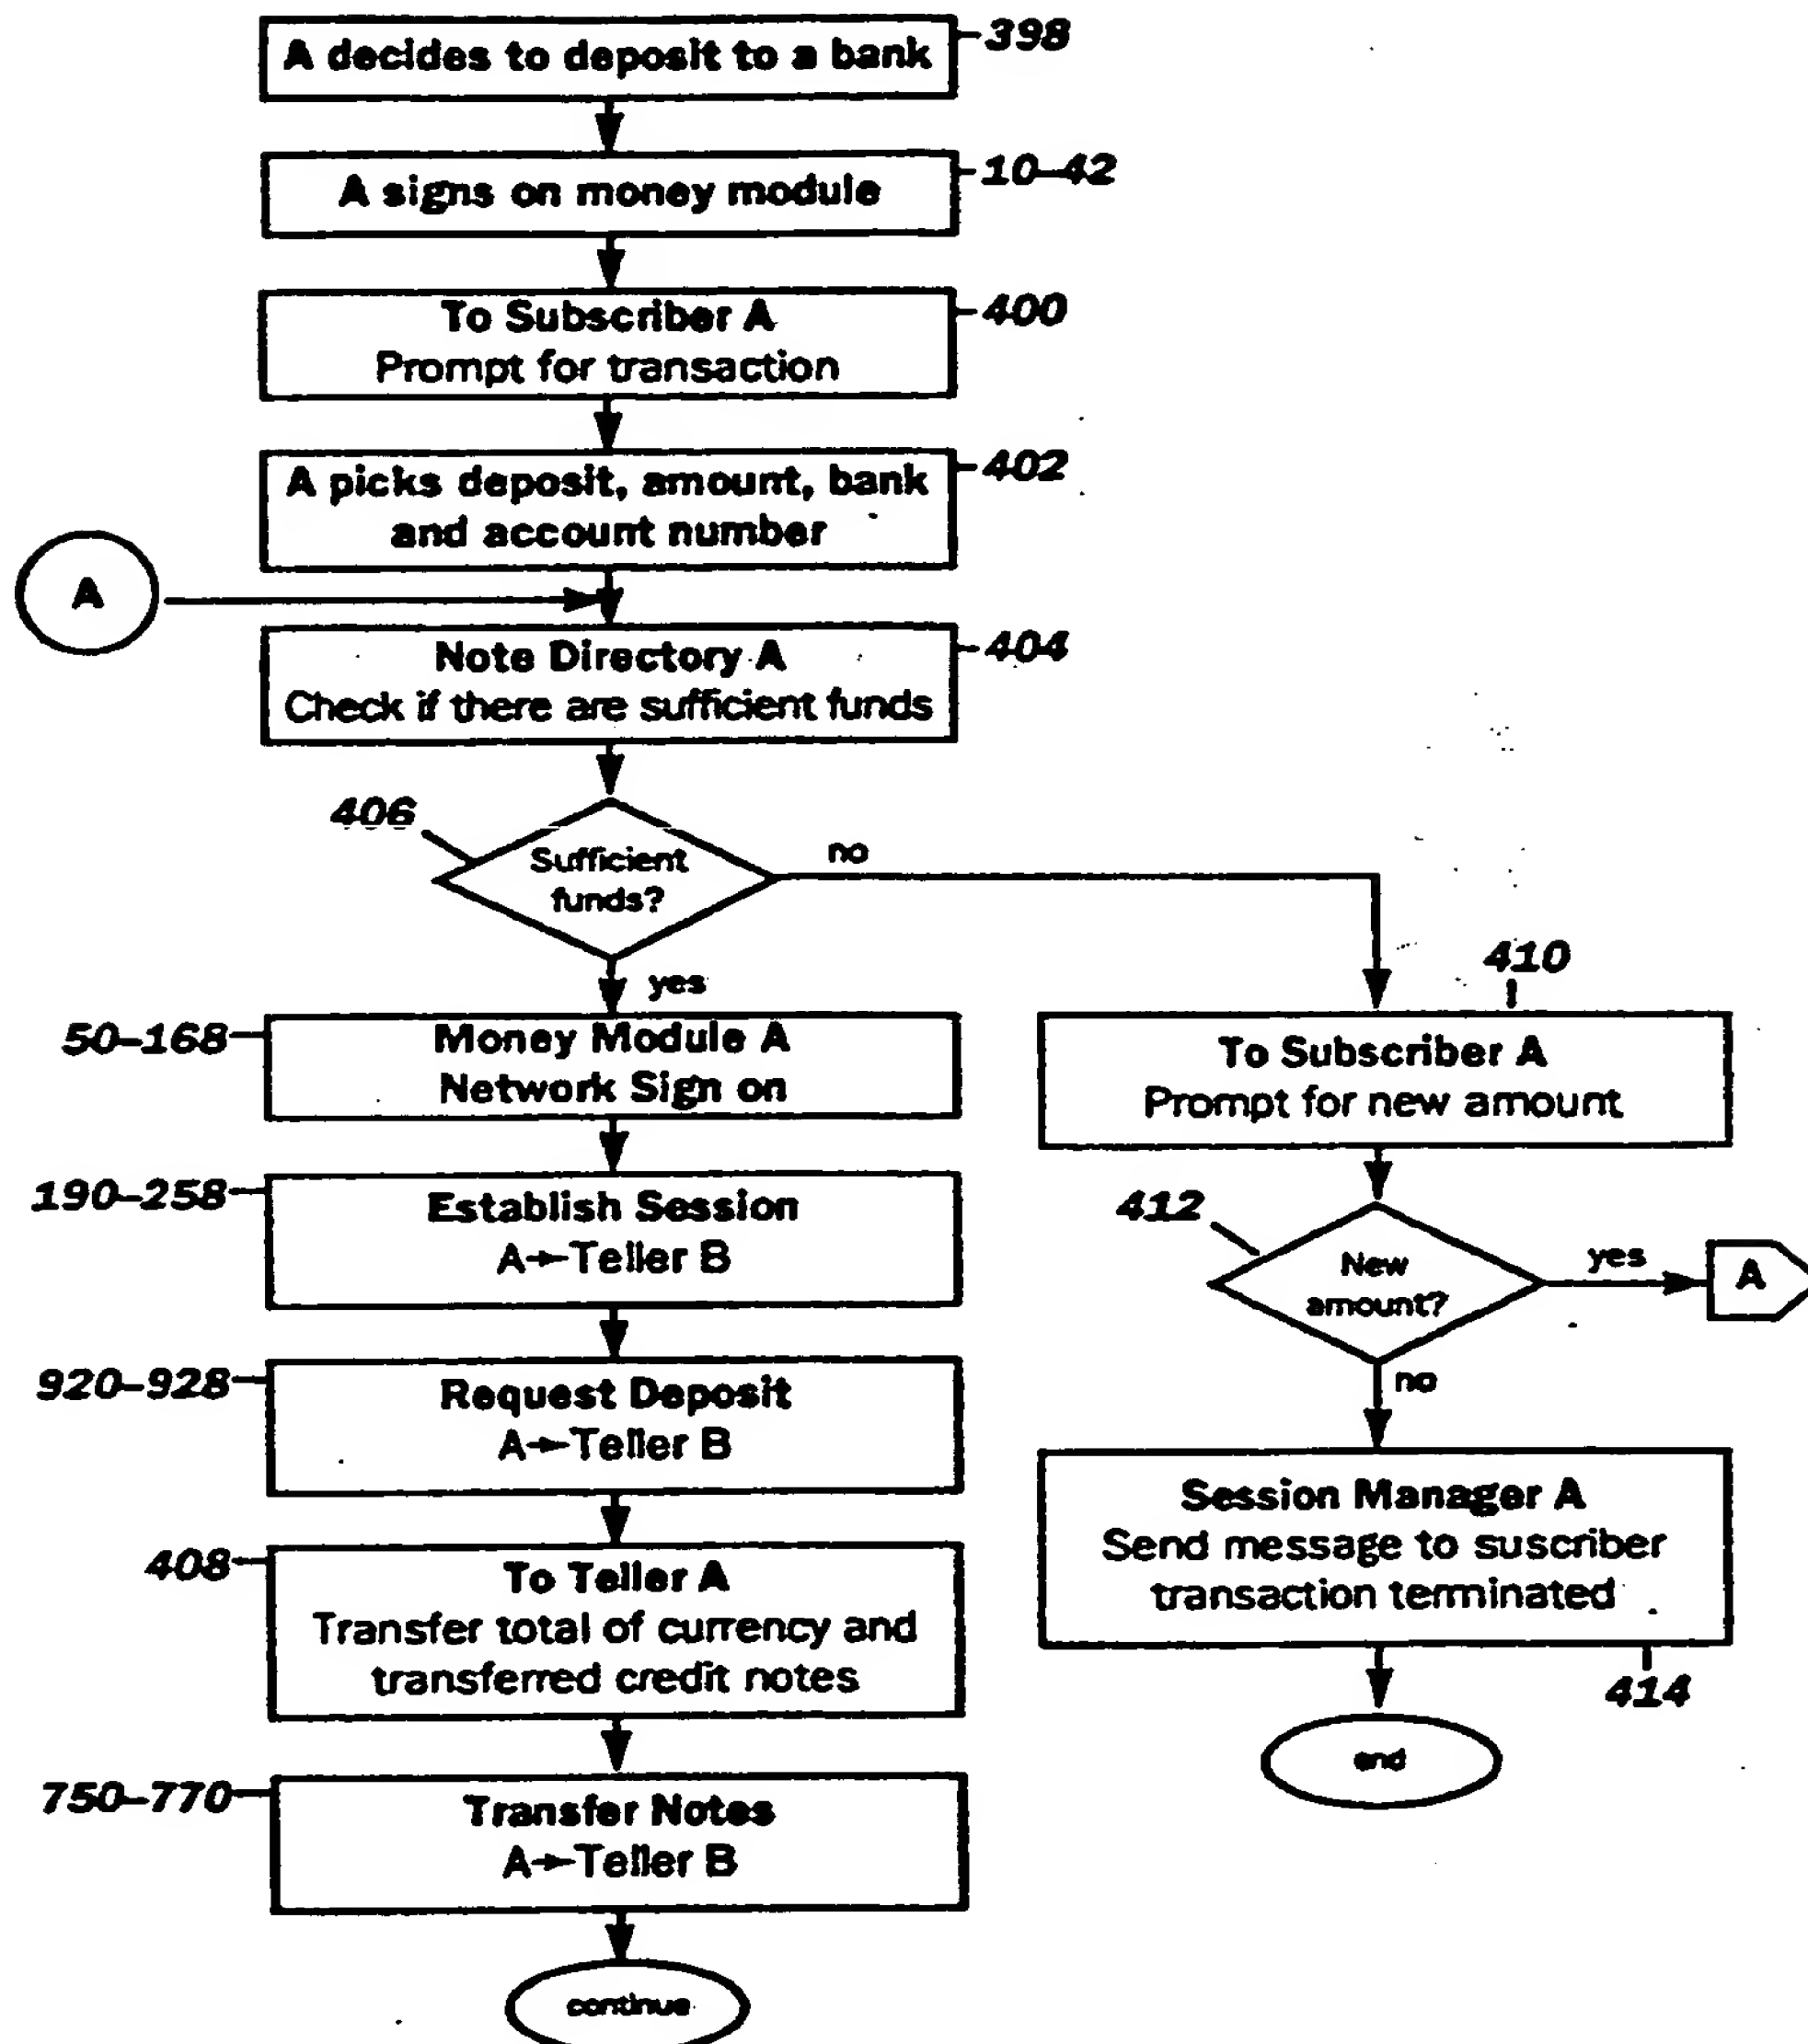 A decides to deposit to a bank
398
A signs on money module
10–42
To Subscriber A
Prompt for transaction
400
A picks deposit, amount, bank
and account number
402
A
Note Directory A
Check if there are sufficient funds
404
406
Sufficient
funds?
no
yes
50–168
Money Module A
Network Sign on
410
To Subscriber A
Prompt for new amount
190–258
Establish Session
A→Teller B
412
New
amount?
yes
A
no
920–928
Request Deposit
A→Teller B
Session Manager A
Send message to suscriber
transaction terminated
414
408
To Teller A
Transfer total of currency and
transferred credit notes
end
750–770
Transfer Notes
A→Teller B
continue